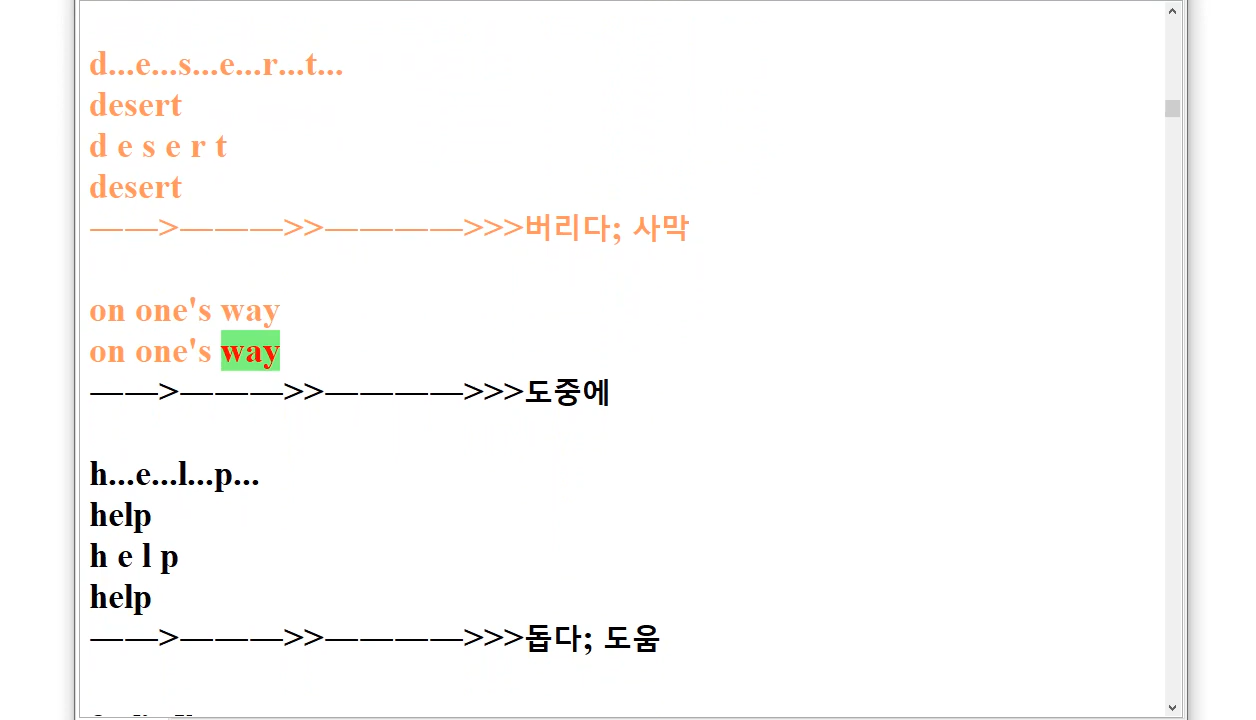 d...e...s...e...r...t...
desert
d e s e r t
desert
——>———>>————>>>버리다; 사막
on one's way
on one's way
——>———>>————>>>도중에
h...e...l...p...
help
h e l p
help
——>———>>————>>>돕다; 도움